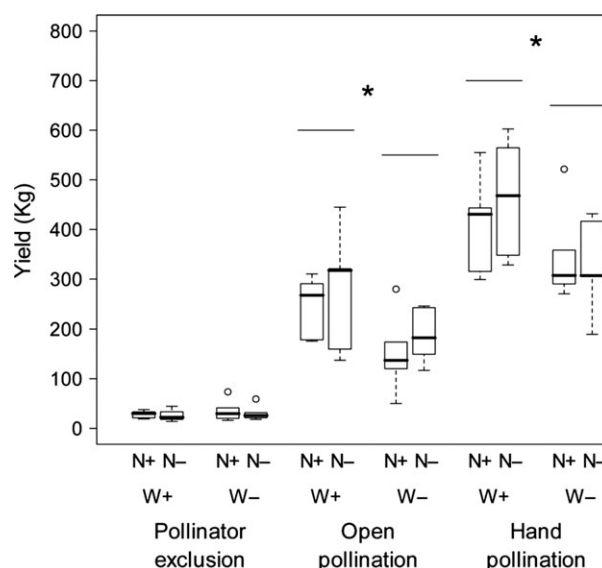 800
700
600
500
400
300
200
100
0
Yield (Kg)
*
*
N+ N– N+ N– N+ N– N+ N– N+ N– N+ N–
W+ W– W+ W– W+ W–
Pollinator exclusion Open pollination Hand pollination